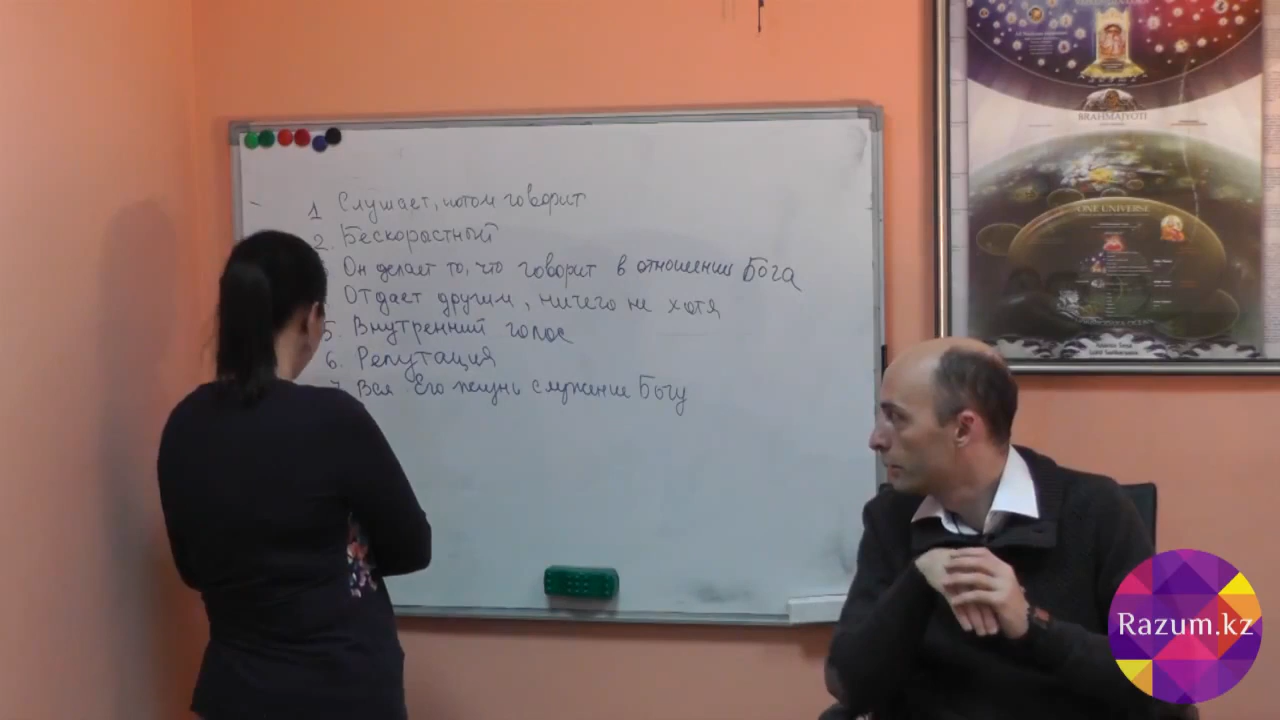 1 Слушает, потом говорит
2. Бескорыстный
Он делает то, что говорит в отношении Бога
Отдает другим, ничего не хотя
5. Внутренний голос
6. Репутация
7. Вся Его жизнь служение Богу
BRAHMAJYOTI
ONE UNIVERSE
Razum.kz